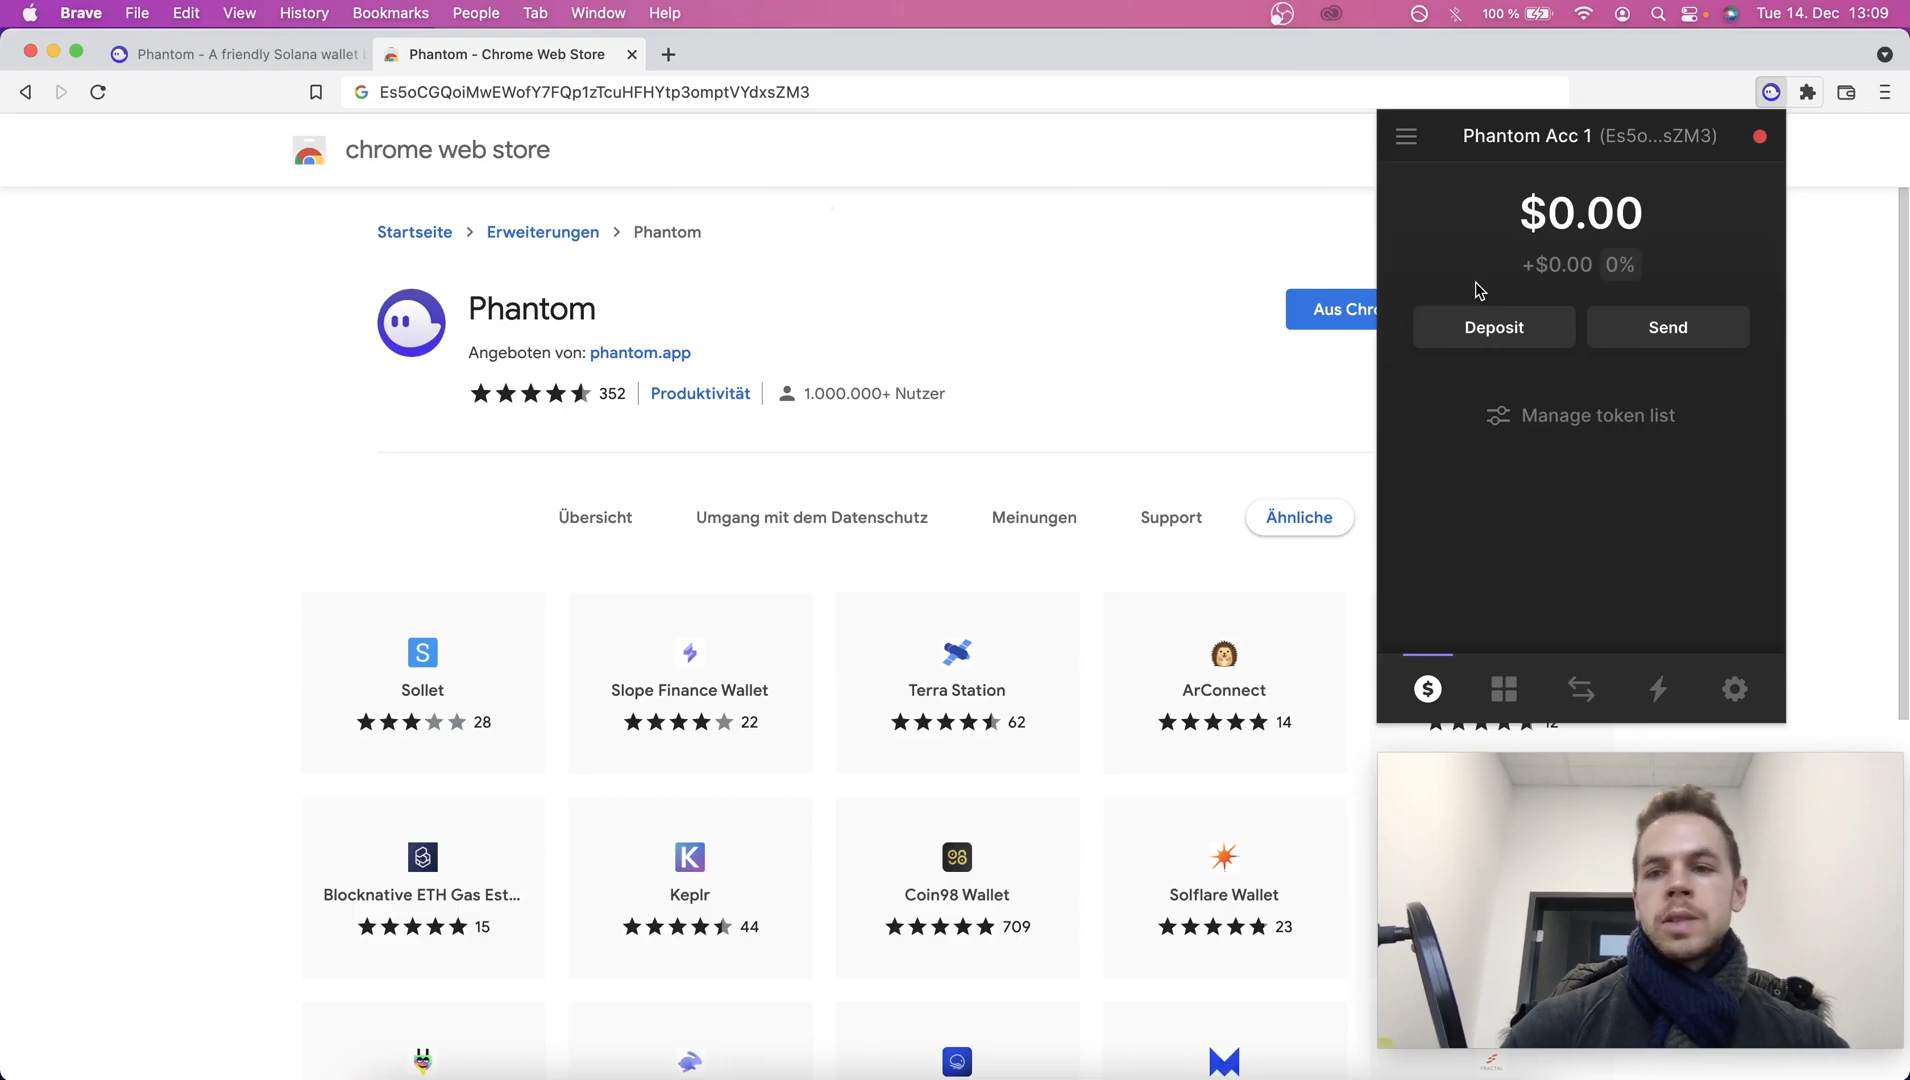 Brave File Edit View History Bookmarks People Tab Window Help 100 % Tue 14. Dec 13:09
Phantom - A friendly Solana wallet
Phantom - Chrome Web Store
Es5oCGQoiMwEWofY7FQp1zTcuHFHYtp3omptVYdxsZM3
chrome web store
Phantom Acc 1 (Es5o...sZM3)
$0.00
+$0.00 0%
Deposit Send
Manage token list
Startseite > Erweiterungen > Phantom
Phantom
Aus Chr
Angeboten von: phantom.app
352 Produktivität 1.000.000+ Nutzer
Übersicht Umgang mit dem Datenschutz Meinungen Support Ähnliche
Sollet Slope Finance Wallet Terra Station ArConnect
28 22 62 14 12
Blocknative ETH Gas Est... Keplr Coin98 Wallet Solflare Wallet
15 44 709 23
FRACTAL